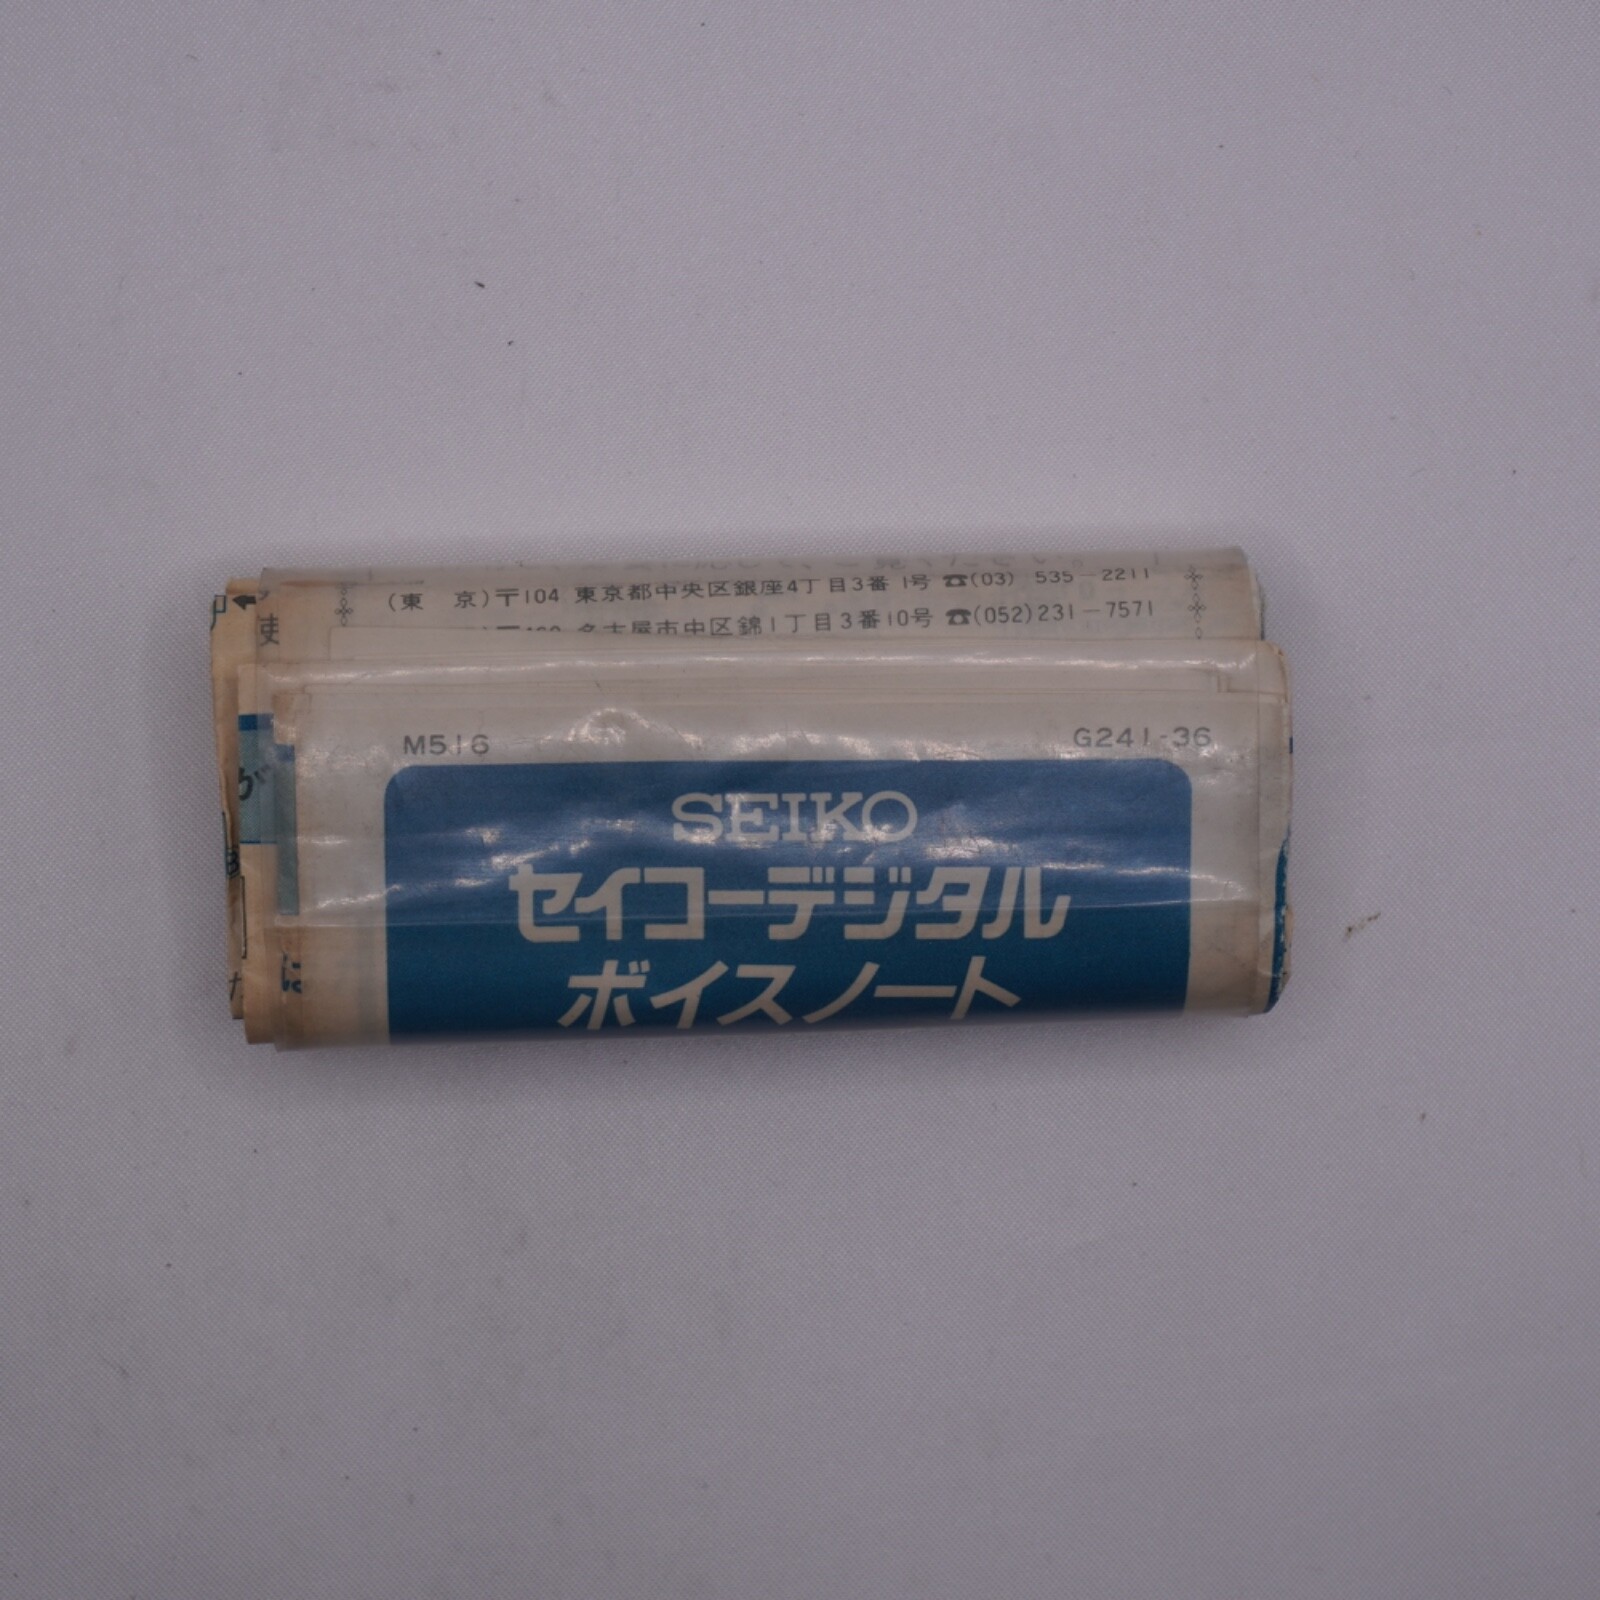 (東 京)〒104 東京都中央区銀座4丁目3番1号 ☎(03) 535-2211
名古屋市中区錦1丁目3番10号 ☎(052)231-7571
使
M516 G241-36
が
SEIKO
セイコーデジタル
ボイスノート
は